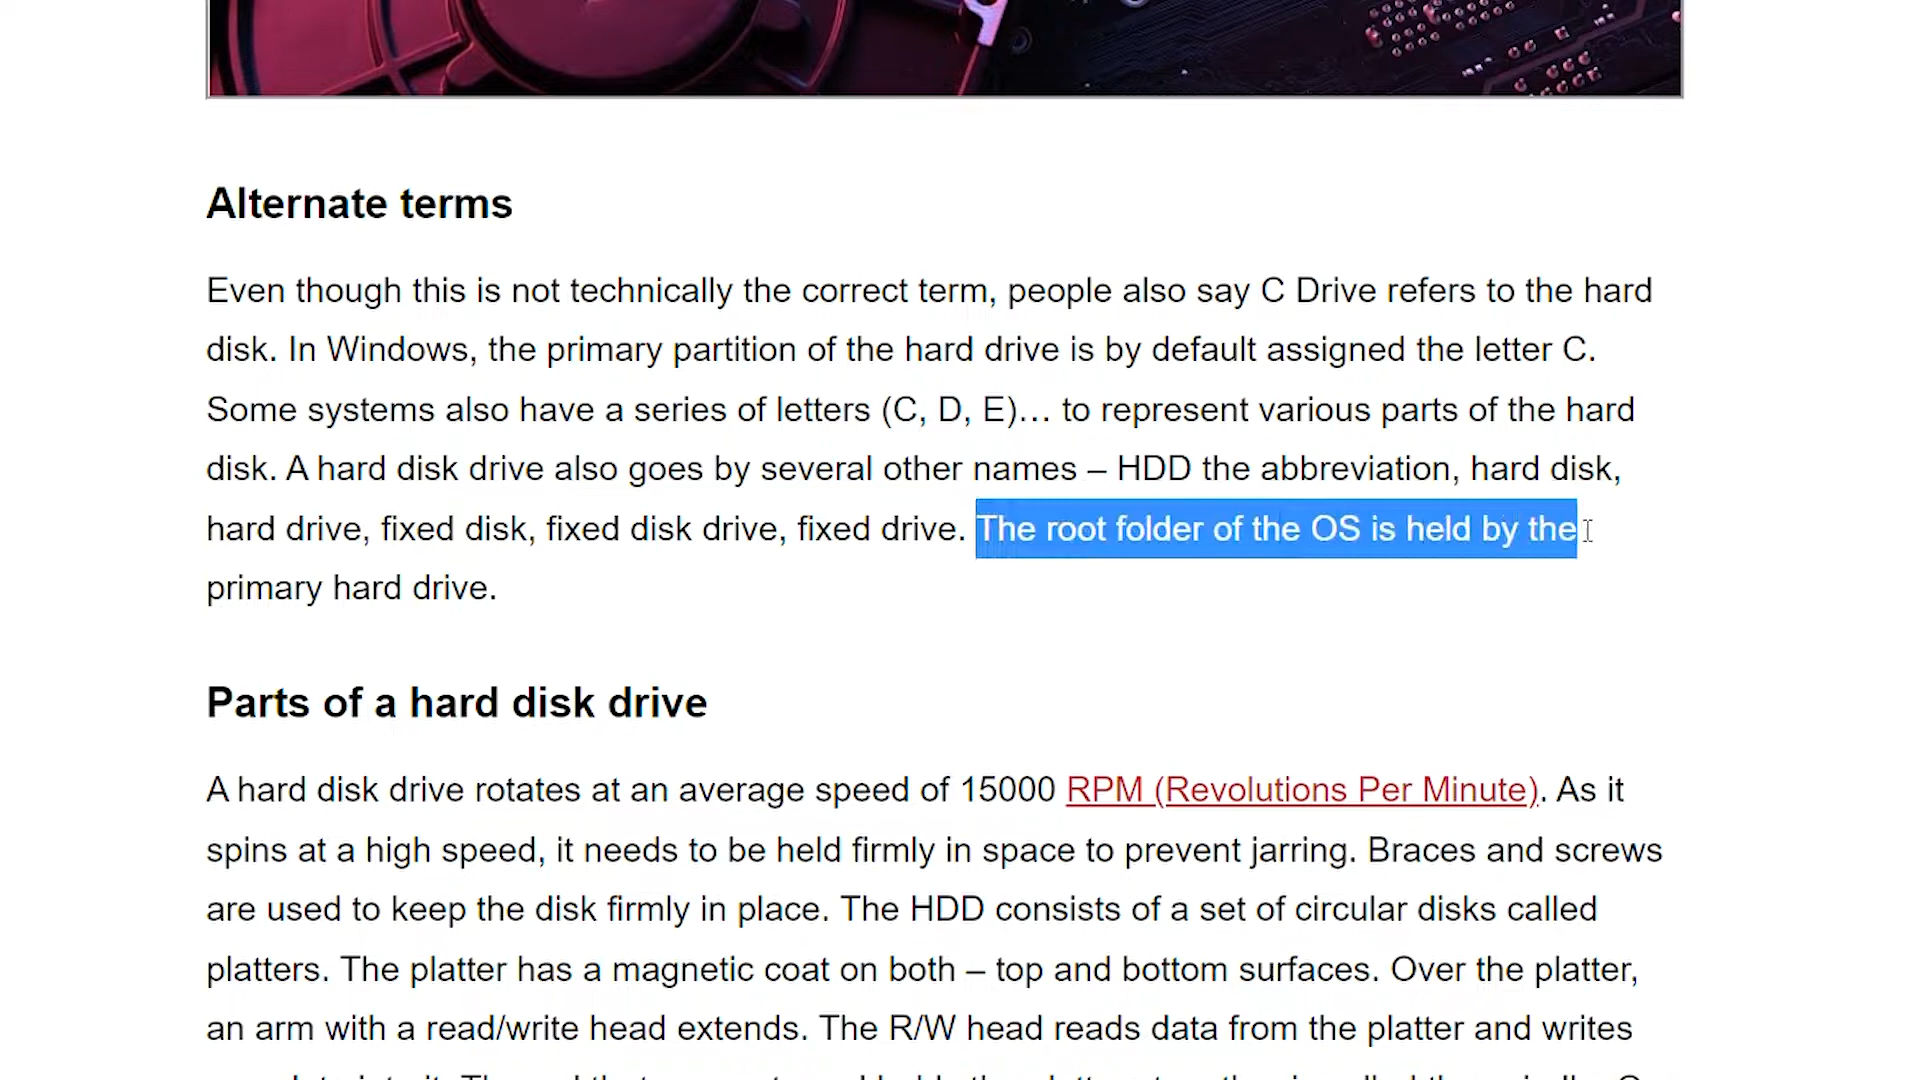 Alternate terms
Even though this is not technically the correct term, people also say C Drive refers to the hard
disk. In Windows, the primary partition of the hard drive is by default assigned the letter C.
Some systems also have a series of letters (C, D, E)… to represent various parts of the hard
disk. A hard disk drive also goes by several other names – HDD the abbreviation, hard disk,
hard drive, fixed disk, fixed disk drive, fixed drive. The root folder of the OS is held by the
primary hard drive.
Parts of a hard disk drive
A hard disk drive rotates at an average speed of 15000 RPM (Revolutions Per Minute). As it
spins at a high speed, it needs to be held firmly in space to prevent jarring. Braces and screws
are used to keep the disk firmly in place. The HDD consists of a set of circular disks called
platters. The platter has a magnetic coat on both – top and bottom surfaces. Over the platter,
an arm with a read/write head extends. The R/W head reads data from the platter and writes